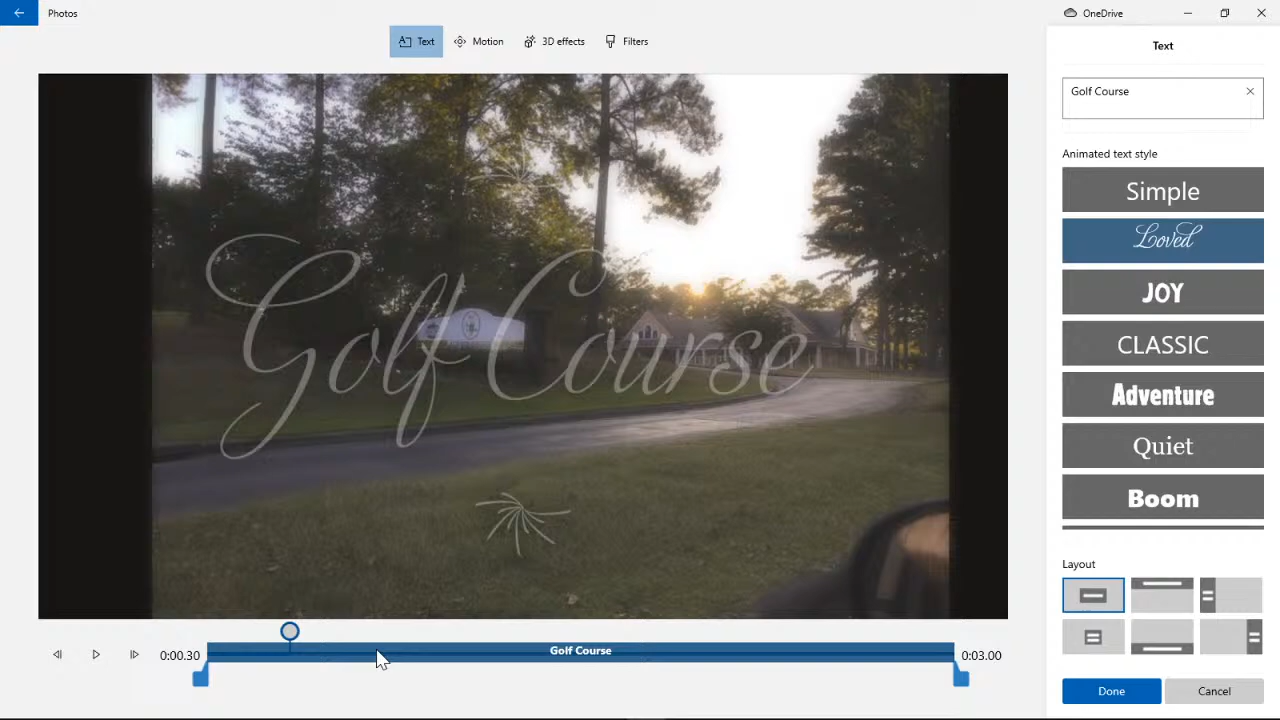 Photos
OneDrive
Text
Motion
3D effects
Filters
Text
Golf Course
Animated text style
Simple
Loved
JOY
CLASSIC
Adventure
Quiet
Boom
Layout
Golf Course
0:00.30
Golf Course
0:03.00
Done
Cancel